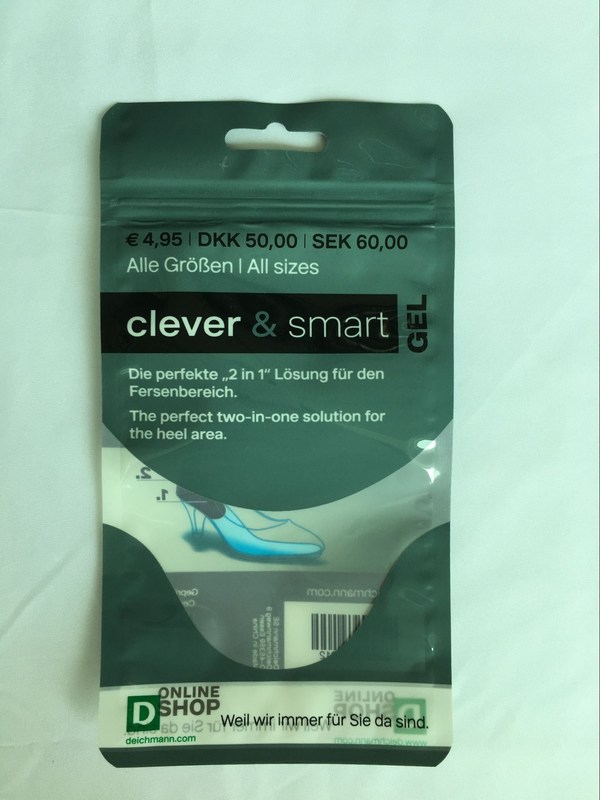 € 4,95 | DKK 50,00 | SEK 60,00
Alle Größen | All sizes
clever & smart GEL
Die perfekte „2 in 1“ Lösung für den
Fersenbereich.
The perfect two-in-one solution for
the heel area.
2.
1.
D ONLINE
SHOP
deichmann.com
Weil wir immer für Sie da sind.